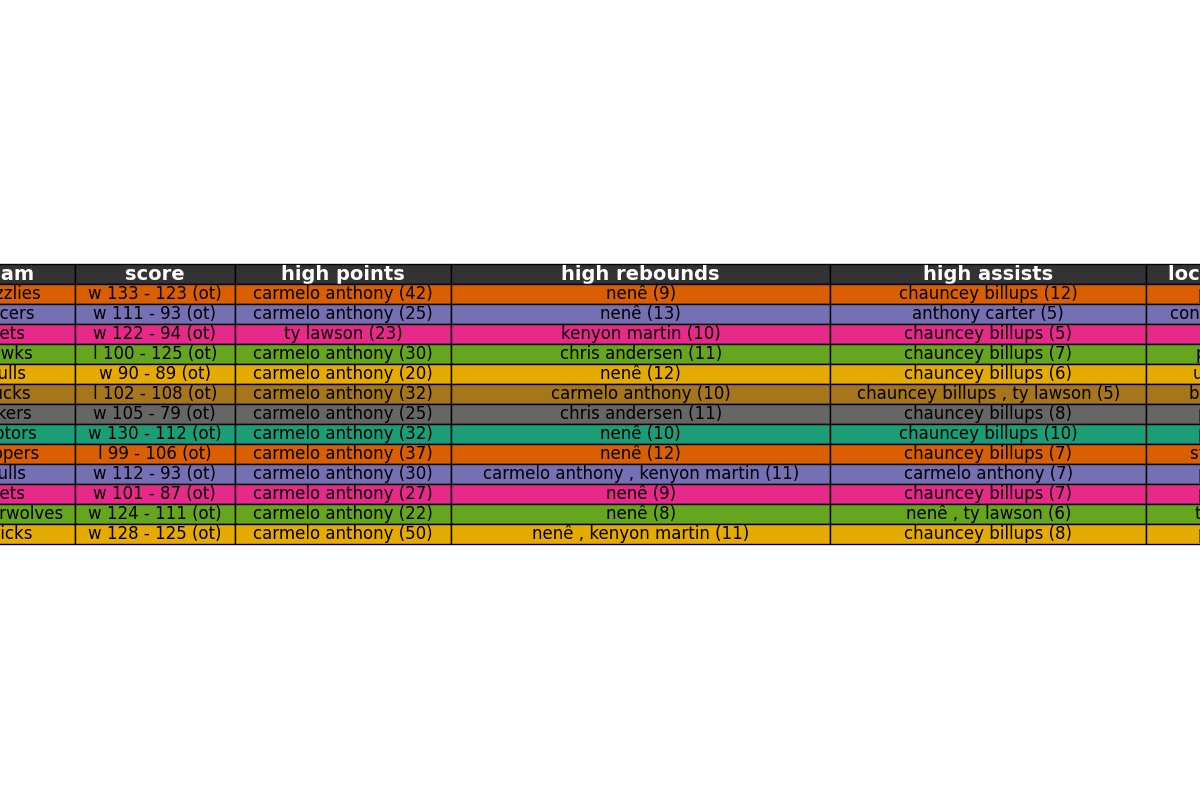 am score high points high rebounds high assists loc
zzlies w 133 - 123 (ot) carmelo anthony (42) nenê (9) chauncey billups (12)
cers w 111 - 93 (ot) carmelo anthony (25) nenê (13) anthony carter (5) con
ets w 122 - 94 (ot) ty lawson (23) kenyon martin (10) chauncey billups (5)
wks l 100 - 125 (ot) carmelo anthony (30) chris andersen (11) chauncey billups (7) p
ulls w 90 - 89 (ot) carmelo anthony (20) nenê (12) chauncey billups (6) u
ucks l 102 - 108 (ot) carmelo anthony (32) carmelo anthony (10) chauncey billups , ty lawson (5) b
kers w 105 - 79 (ot) carmelo anthony (25) chris andersen (11) chauncey billups (8)
ptors w 130 - 112 (ot) carmelo anthony (32) nenê (10) chauncey billups (10)
ppers l 99 - 106 (ot) carmelo anthony (37) nenê (12) chauncey billups (7) s
ulls w 112 - 93 (ot) carmelo anthony (30) carmelo anthony , kenyon martin (11) carmelo anthony (7)
ets w 101 - 87 (ot) carmelo anthony (27) nenê (9) chauncey billups (7)
rwolves w 124 - 111 (ot) carmelo anthony (22) nenê (8) nenê , ty lawson (6) t
icks w 128 - 125 (ot) carmelo anthony (50) nenê , kenyon martin (11) chauncey billups (8)